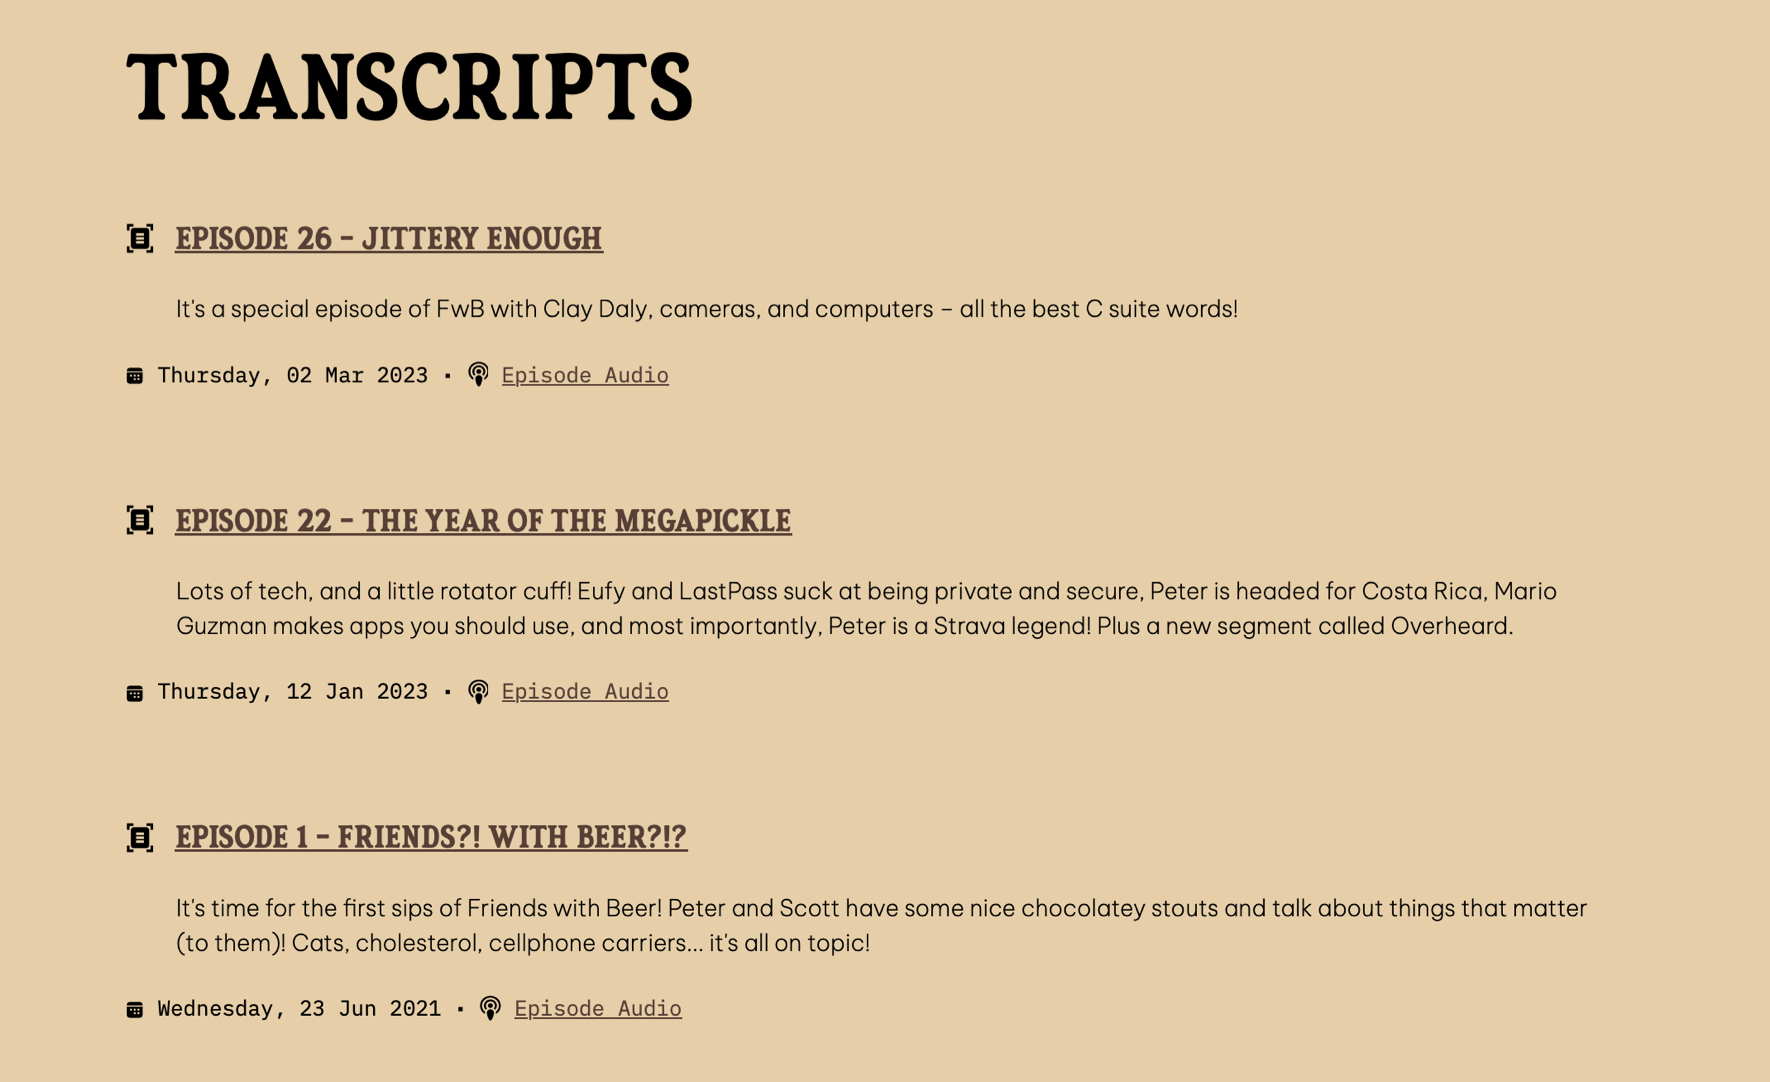 TRANSCRIPTS
EPISODE 26 – JITTERY ENOUGH
It's a special episode of FwB with Clay Daly, cameras, and computers – all the best C suite words!
Thursday, 02 Mar 2023 · Episode Audio
EPISODE 22 – THE YEAR OF THE MEGAPICKLE
Lots of tech, and a little rotator cuff! Eufy and LastPass suck at being private and secure, Peter is headed for Costa Rica, Mario
Guzman makes apps you should use, and most importantly, Peter is a Strava legend! Plus a new segment called Overheard.
Thursday, 12 Jan 2023 · Episode Audio
EPISODE 1 – FRIENDS?! WITH BEER?!?
It's time for the first sips of Friends with Beer! Peter and Scott have some nice chocolatey stouts and talk about things that matter
(to them)! Cats, cholesterol, cellphone carriers... it's all on topic!
Wednesday, 23 Jun 2021 · Episode Audio